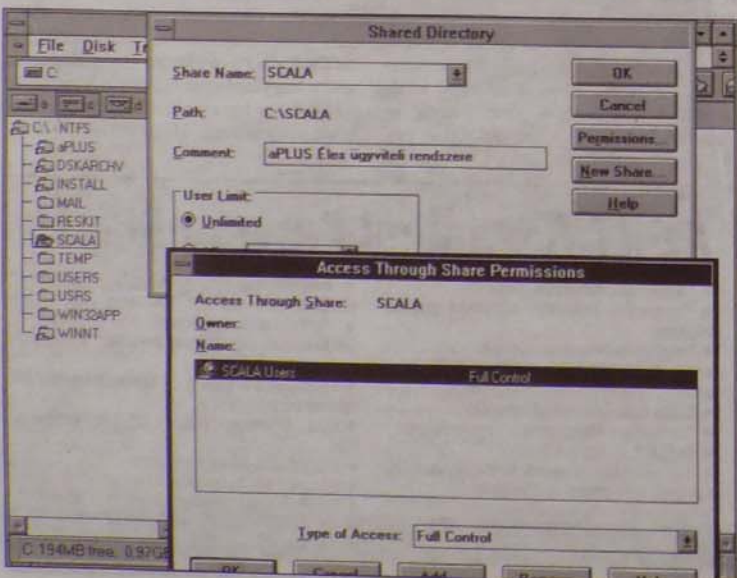 Shared Directory
File Disk
C:
Share Name: SCALA
OK
Path: C:\SCALA
Cancel
Comment: aPLUS Éles ügyviteli rendszere
Permissions...
New Share...
Help
User Limit:
Unlimited
C:\ - NTFS
aPLUS
DSKARCHV
INSTALL
MAIL
RESKIT
SCALA
TEMP
USERS
USRS
WIN32APP
WINNT
Access Through Share Permissions
Access Through Share: SCALA
Owner:
Name:
SCALA Users Full Control
Type of Access: Full Control
OK Cancel Add...
C: 194MB free, 0,97GB